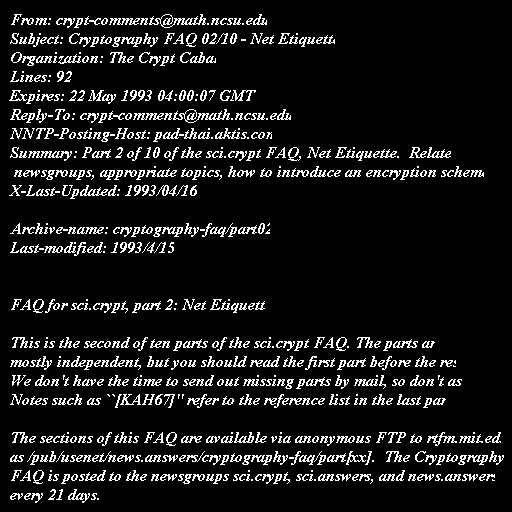 From: crypt-comments@math.ncsu.edu
Subject: Cryptography FAQ 02/10 - Net Etiquette
Organization: The Crypt Cabal
Lines: 92
Expires: 22 May 1993 04:00:07 GMT
Reply-To: crypt-comments@math.ncsu.edu
NNTP-Posting-Host: pad-thai.aktis.com
Summary: Part 2 of 10 of the sci.crypt FAQ, Net Etiquette.  Relate
 newsgroups, appropriate topics, how to introduce an encryption scheme
X-Last-Updated: 1993/04/16

Archive-name: cryptography-faq/part02
Last-modified: 1993/4/15

FAQ for sci.crypt, part 2: Net Etiquett

This is the second of ten parts of the sci.crypt FAQ. The parts ar
mostly independent, but you should read the first part before the res
We don't have the time to send out missing parts by mail, so don't as
Notes such as ``[KAH67]'' refer to the reference list in the last par

The sections of this FAQ are available via anonymous FTP to rtfm.mit.ed
as /pub/usenet/news.answers/cryptography-faq/part[xx].  The Cryptography
FAQ is posted to the newsgroups sci.crypt, sci.answers, and news.answers
every 21 days.